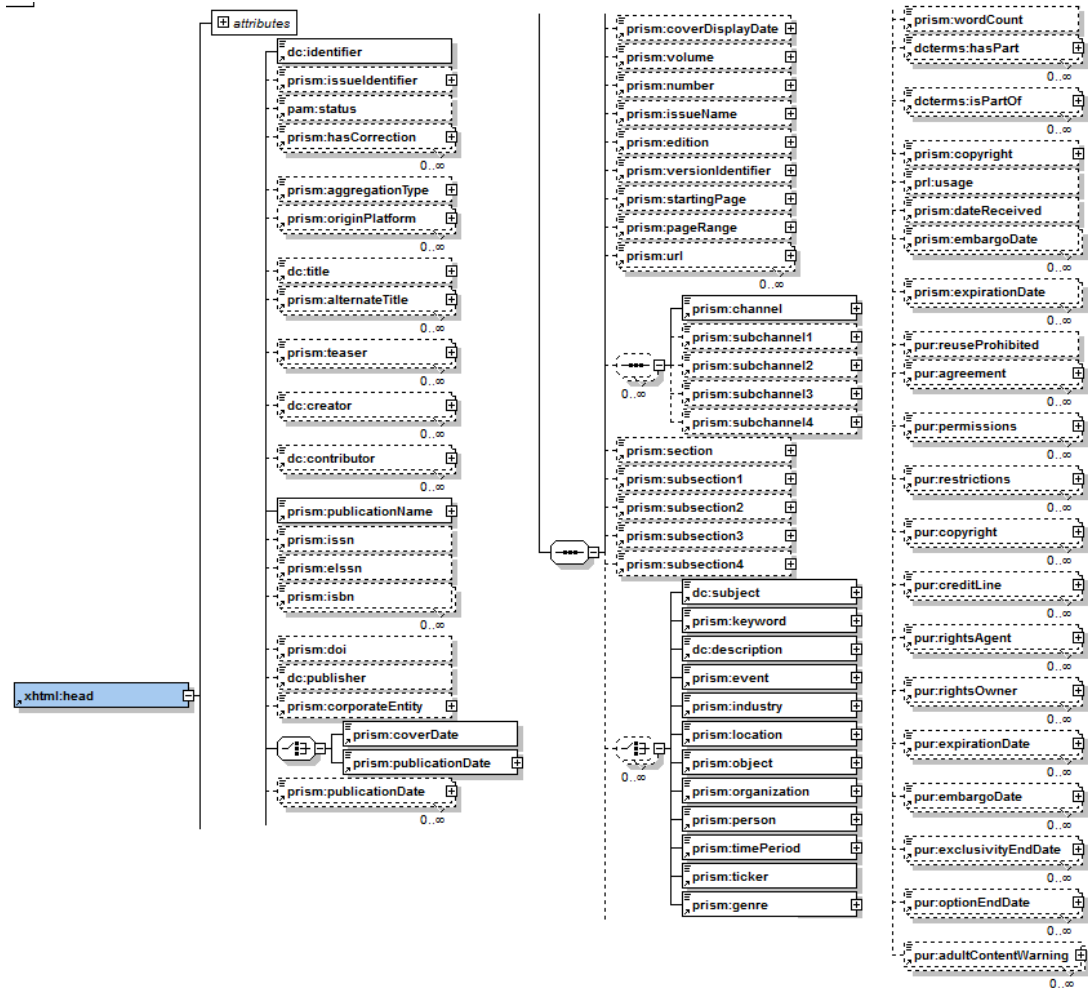 attributes
dc:identifier
prism:issueIdentifier
pam:status
prism:hasCorrection
0..∞
prism:aggregationType
prism:originPlatform
0..∞
dc:title
prism:alternateTitle
0..∞
prism:teaser
0..∞
dc:creator
0..∞
dc:contributor
0..∞
prism:publicationName
prism:issn
prism:eIssn
prism:isbn
0..∞
prism:doi
dc:publisher
xhtml:head
prism:corporateEntity
prism:coverDate
prism:publicationDate
prism:publicationDate
0..∞
prism:coverDisplayDate
prism:volume
prism:number
prism:issueName
prism:edition
prism:versionIdentifier
prism:startingPage
prism:pageRange
prism:url
0..∞
prism:channel
prism:subchannel1
prism:subchannel2
0..∞
prism:subchannel3
prism:subchannel4
prism:section
prism:subsection1
prism:subsection2
prism:subsection3
prism:subsection4
dc:subject
prism:keyword
dc:description
prism:event
prism:industry
prism:location
prism:object
0..∞
prism:organization
prism:person
prism:timePeriod
prism:ticker
prism:genre
prism:wordCount
dcterms:hasPart
0..∞
dcterms:isPartOf
0..∞
prism:copyright
prl:usage
prism:dateReceived
prism:embargoDate
0..∞
prism:expirationDate
0..∞
pur:reuseProhibited
pur:agreement
0..∞
pur:permissions
0..∞
pur:restrictions
0..∞
pur:copyright
0..∞
pur:creditLine
0..∞
pur:rightsAgent
0..∞
pur:rightsOwner
0..∞
pur:expirationDate
0..∞
pur:embargoDate
0..∞
pur:exclusivityEndDate
0..∞
pur:optionEndDate
0..∞
pur:adultContentWarning
0..∞